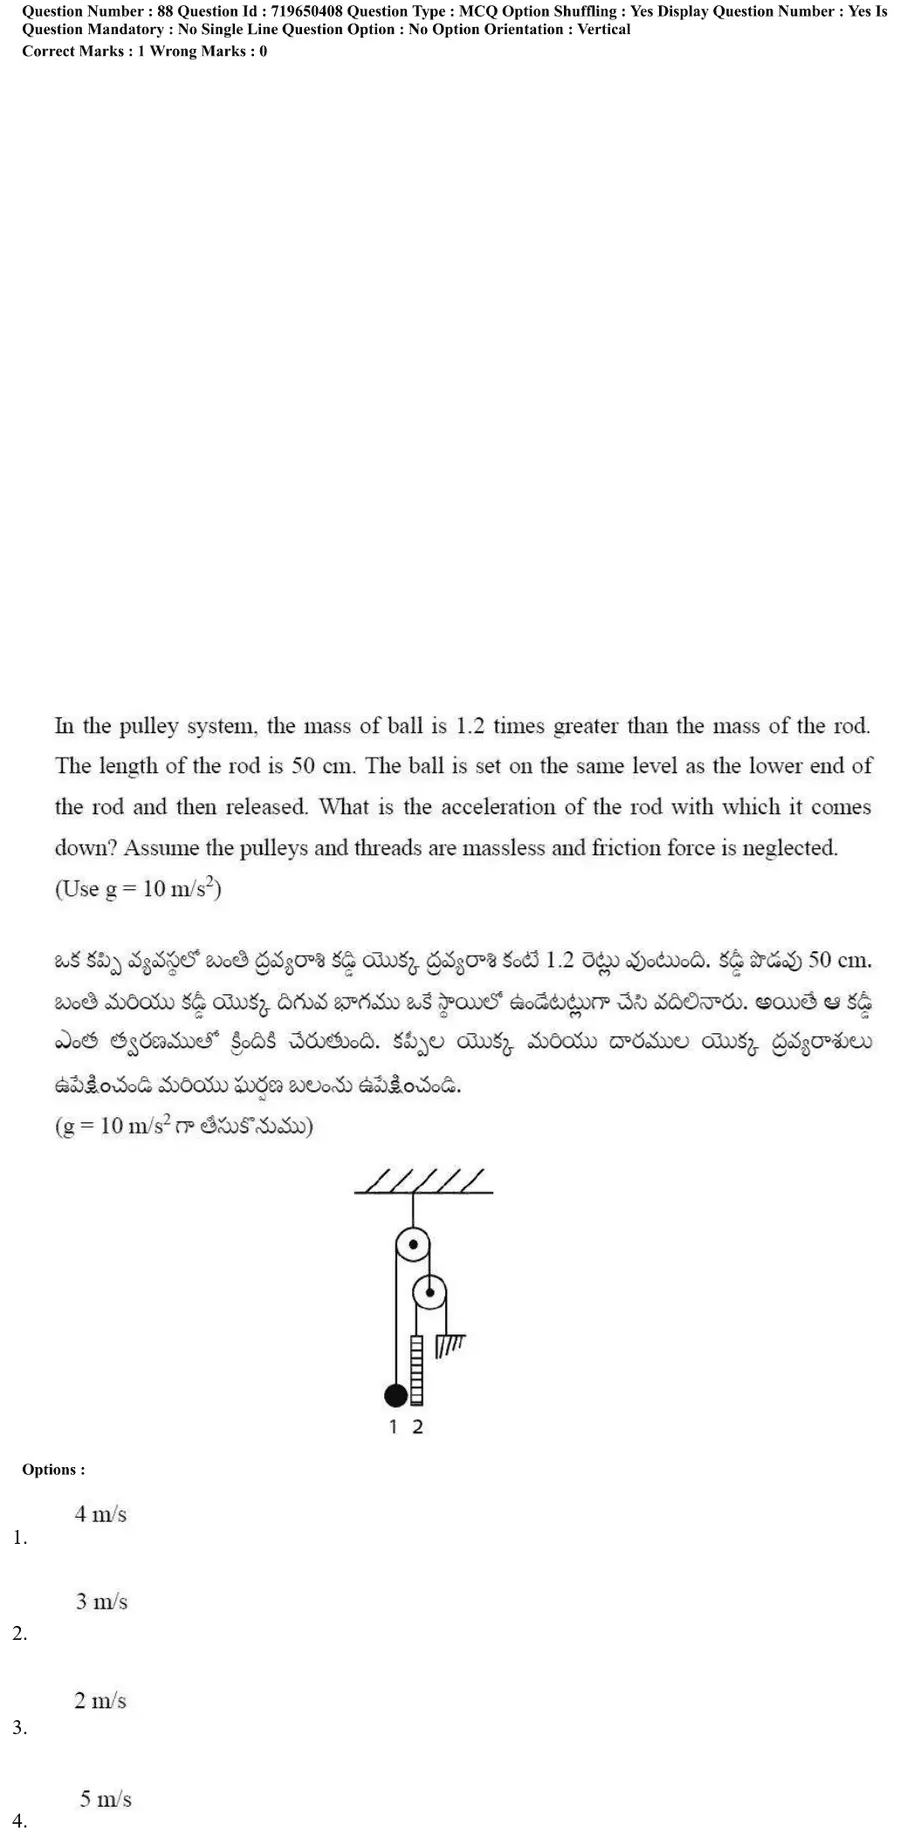 Question Number : 88 Question Id : 719650408 Question Type : MCQ Option Shuffling : Yes Display Question Number : Yes Is
Question Mandatory : No Single Line Question Option : No Option Orientation : Vertical
Correct Marks : 1 Wrong Marks : 0
In the pulley system, the mass of ball is 1.2 times greater than the mass of the rod.
The length of the rod is 50 cm. The ball is set on the same level as the lower end of
the rod and then released. What is the acceleration of the rod with which it comes
down? Assume the pulleys and threads are massless and friction force is neglected.
(Use g = 10 m/s²)
ఒక కప్పి వ్యవస్థలో బంతి ద్రవ్యరాశి కడ్డి యొక్క ద్రవ్యరాశి కంటే 1.2 రెట్లు వుంటుంది. కడ్డీ పొడవు 50 cm.
బంతి మరియు కడ్డీ యొక్క దిగువ భాగము ఒకే స్థాయిలో ఉండేటట్లుగా చేసి వదిలినారు. అయితే ఆ కడ్డీ
ఎంత త్వరణముతో క్రిందికి చేరుతుంది. కప్పీల యొక్క మరియు దారముల యొక్క ద్రవ్యరాశులు
ఉపేక్షించండి మరియు ఘర్షణ బలంను ఉపేక్షించండి.
(g = 10 m/s² గా తీసుకొనుము)
1 2
Options :
4 m/s
1.
3 m/s
2.
2 m/s
3.
5 m/s
4.